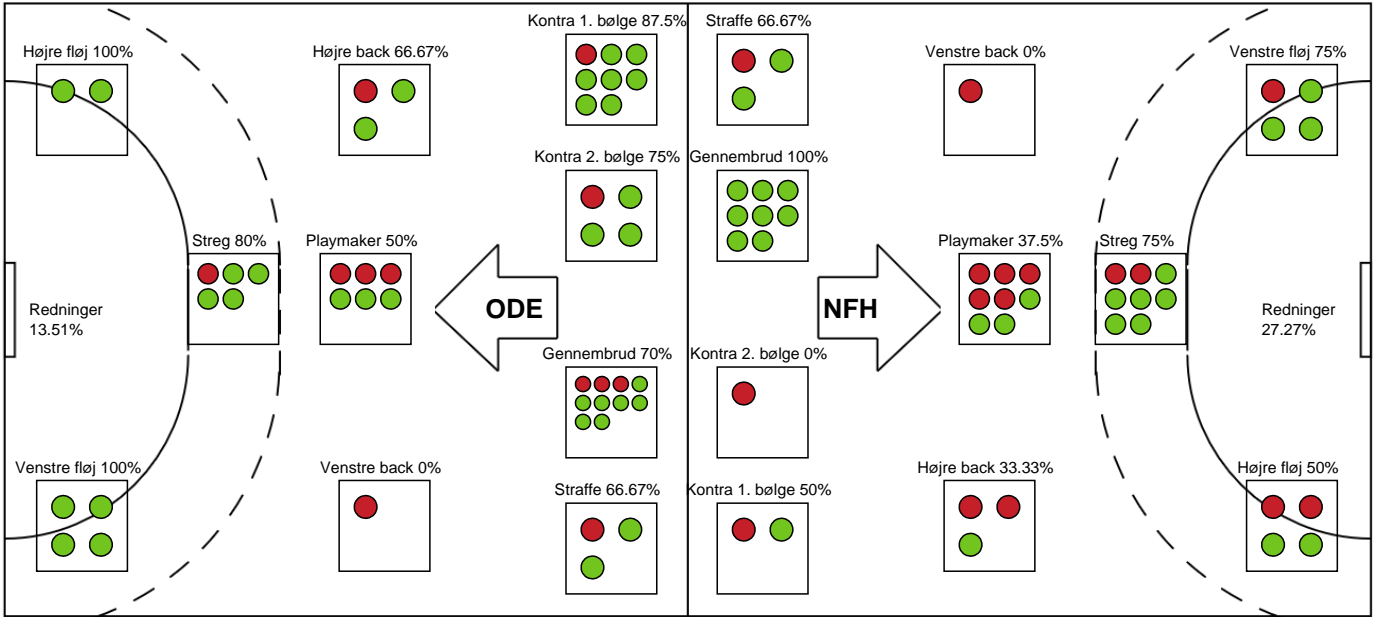 Kontra 1. bølge 87.5%
Straffe 66.67%
Højre fløj 100%
Højre back 66.67%
Venstre back 0%
Venstre fløj 75%
Kontra 2. bølge 75%
Gennembrud 100%
Streg 80%
Playmaker 50%
Playmaker 37.5%
Streg 75%
Redninger
13.51%
ODE
NFH
Redninger
27.27%
Gennembrud 70%
Kontra 2. bølge 0%
Venstre fløj 100%
Venstre back 0%
Højre back 33.33%
Højre fløj 50%
Straffe 66.67%
Kontra 1. bølge 50%